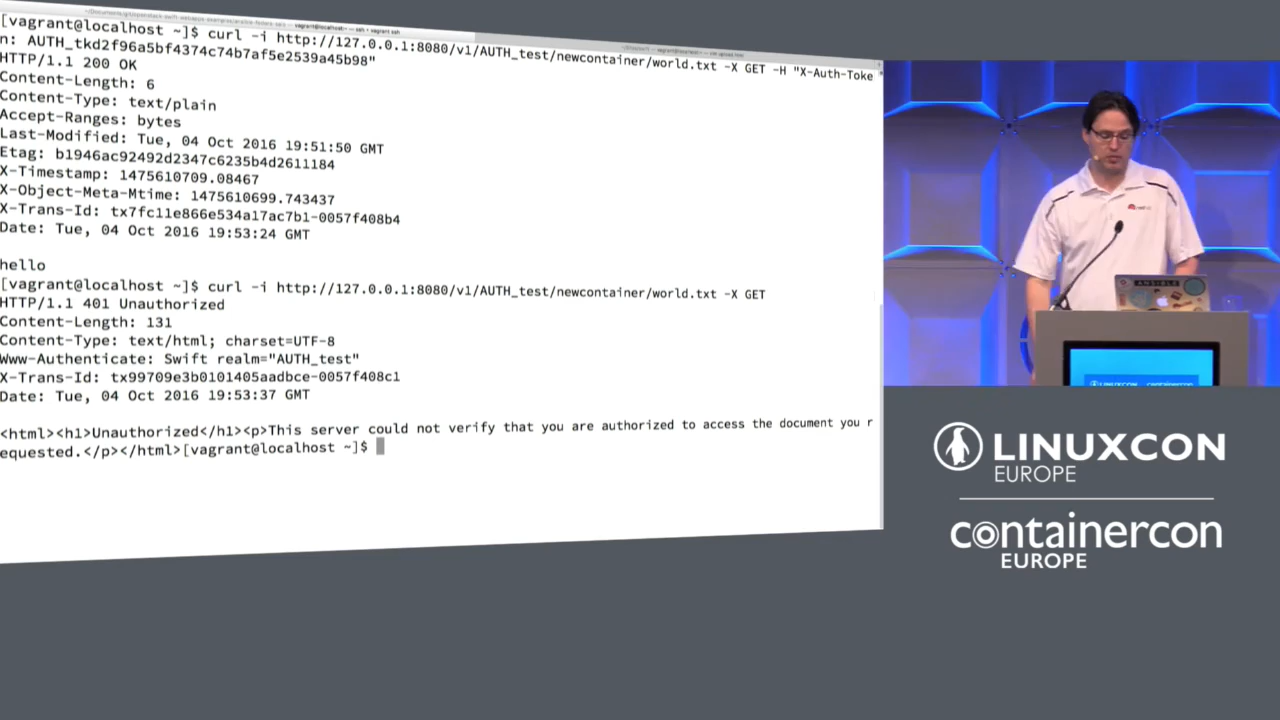 [vagrant@localhost ~]$ curl -i http://127.0.0.1:8080/v1/AUTH_test/newcontainer/world.txt -X GET -H "X-Auth-Toke
n: AUTH_tkd2f96a5bf4374c74b7af5e2539a45b98"
HTTP/1.1 200 OK
Content-Length: 6
Content-Type: text/plain
Accept-Ranges: bytes
Last-Modified: Tue, 04 Oct 2016 19:51:50 GMT
Etag: b1946ac92492d2347c6235b4d2611184
X-Timestamp: 1475610709.08467
X-Object-Meta-Mtime: 1475610699.743437
X-Trans-Id: tx7fc11e866e534a17ac7b1-0057f408b4
Date: Tue, 04 Oct 2016 19:53:24 GMT
hello
[vagrant@localhost ~]$ curl -i http://127.0.0.1:8080/v1/AUTH_test/newcontainer/world.txt -X GET
HTTP/1.1 401 Unauthorized
Content-Length: 131
Content-Type: text/html; charset=UTF-8
Www-Authenticate: Swift realm="AUTH_test"
X-Trans-Id: tx99709e3b0101405aadbce-0057f408c1
Date: Tue, 04 Oct 2016 19:53:37 GMT
<html><h1>Unauthorized</h1><p>This server could not verify that you are authorized to access the document you r
equested.</p></html>[vagrant@localhost ~]$
ANSIBLE
LINUXCON containercon
LINUXCON
EUROPE
containercon
EUROPE